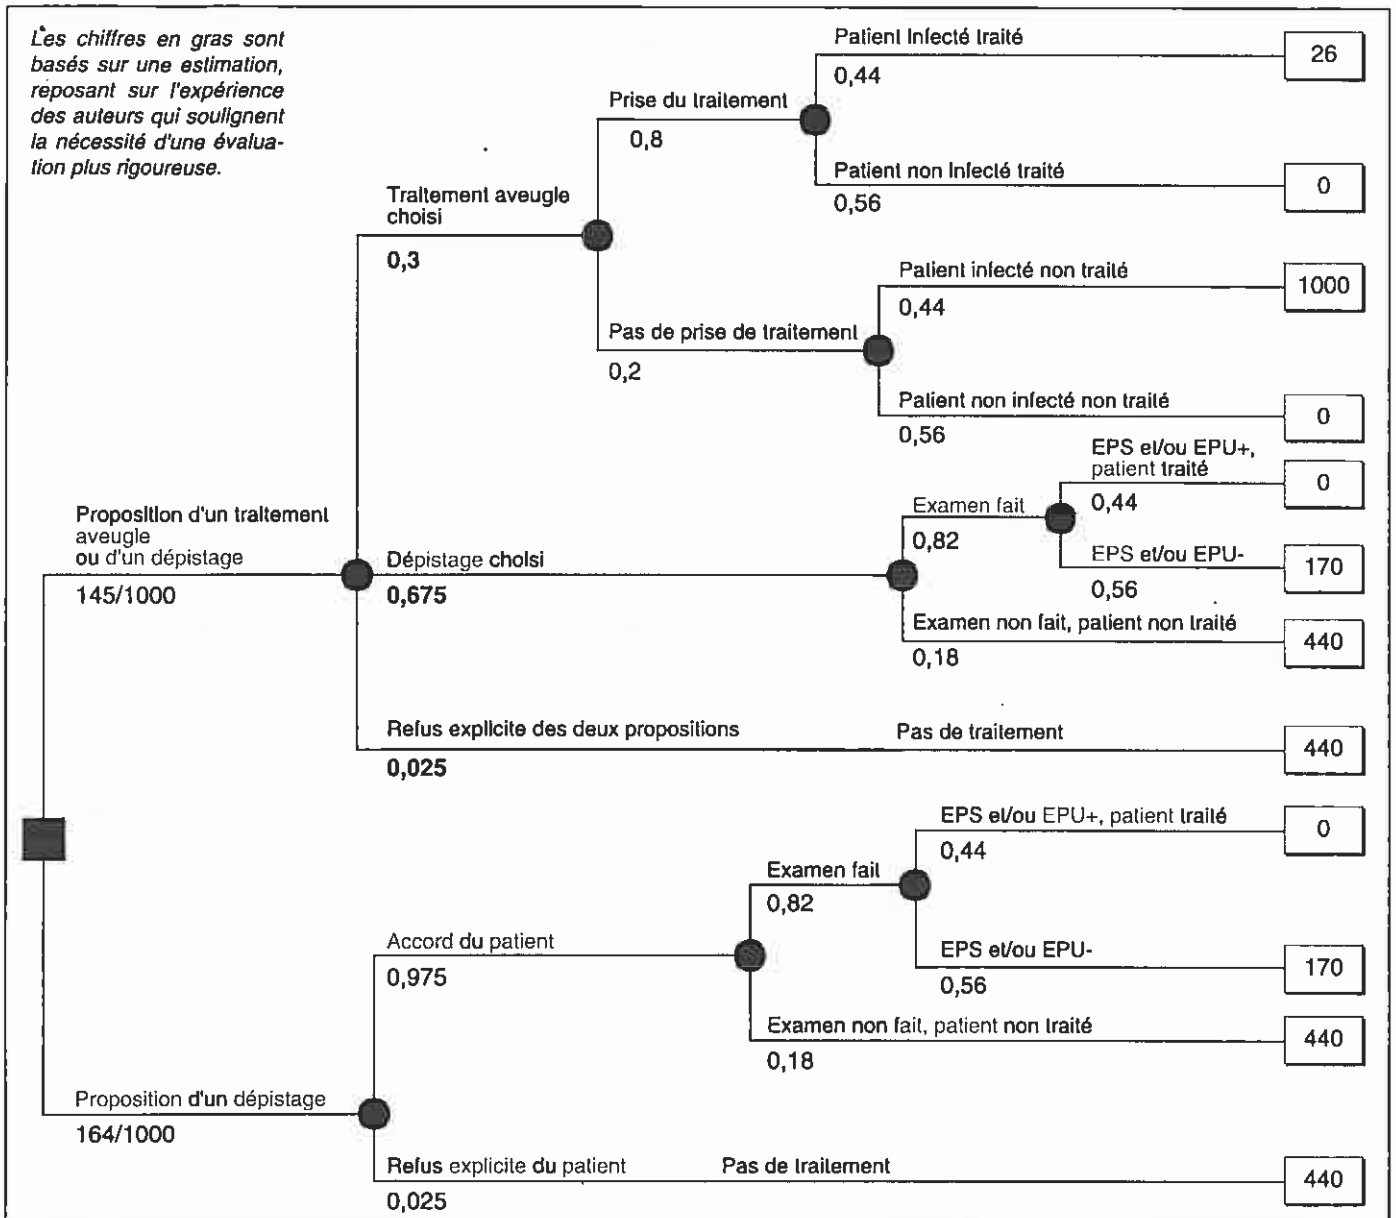 Les chiffres en gras sont
basés sur une estimation,
reposant sur l'expérience
des auteurs qui soulignent
la nécessité d'une évalua-
tion plus rigoureuse.
Patient infecté traité
0,44
26
Prise du traitement
0,8
Patient non infecté traité
0,56
0
Traitement aveugle
choisi
0,3
Patient infecté non traité
0,44
1000
Pas de prise de traitement
0,2
Patient non infecté non traité
0,56
0
EPS et/ou EPU+,
patient traité
0,44
0
Proposition d'un traitement
aveugle
ou d'un dépistage
145/1000
Examen fait
0,82
Dépistage choisi
0,675
EPS et/ou EPU-
0,56
170
Examen non fait, patient non traité
0,18
440
Refus explicite des deux propositions
0,025
Pas de traitement
440
EPS et/ou EPU+, patient traité
0,44
0
Examen fait
0,82
Accord du patient
0,975
EPS et/ou EPU-
0,56
170
Examen non fait, patient non traité
0,18
440
Proposition d'un dépistage
164/1000
Refus explicite du patient
0,025
Pas de traitement
440